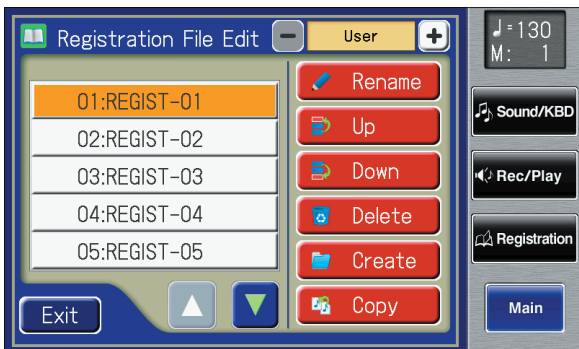 Registration File Edit
− User +
♩=130
M: 1
01:REGIST-01
02:REGIST-02
03:REGIST-03
04:REGIST-04
05:REGIST-05
Rename
Up
Down
Delete
Create
Copy
Exit
Sound/KBD
Rec/Play
Registration
Main